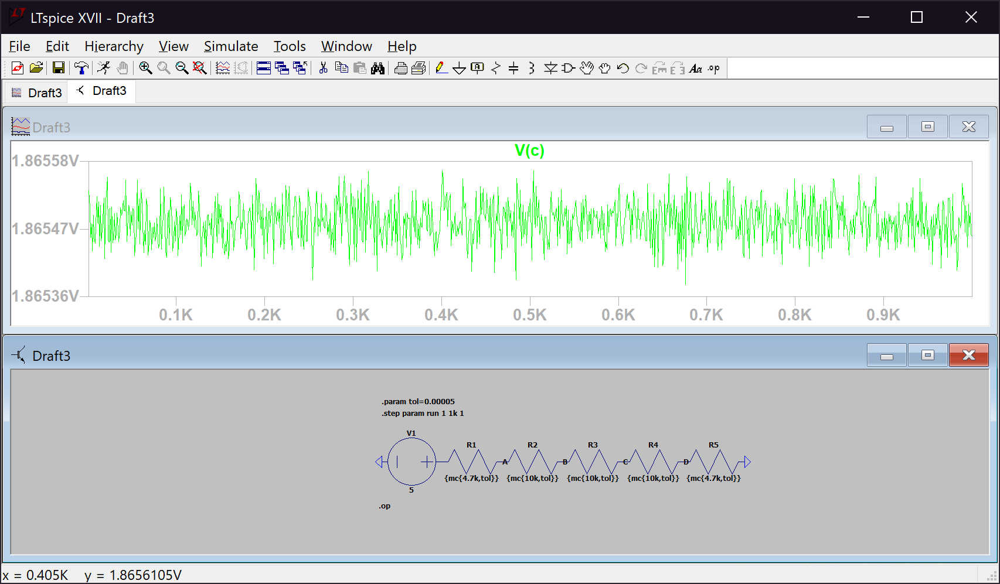 LTspice XVII - Draft3
File Edit Hierarchy View Simulate Tools Window Help
Draft3 Draft3
Draft3
V(c)
1.86558V
1.86547V
1.86536V
0.1K 0.2K 0.3K 0.4K 0.5K 0.6K 0.7K 0.8K 0.9K
Draft3
.param tol=0.00005
.step param run 1 1k 1
V1
R1 R2 R3 R4 R5
A B C D
{mc{4.7k,tol}} {mc{10k,tol}} {mc{10k,tol}} {mc{10k,tol}} {mc{4.7k,tol}}
5
.op
x = 0.405K y = 1.8656105V